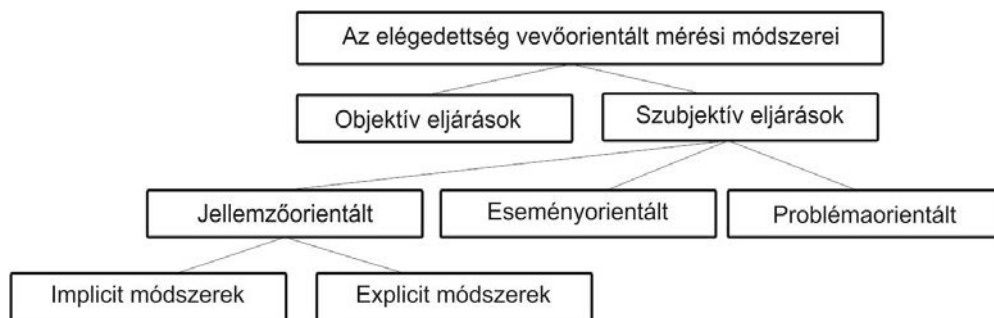 Az elégedettség vevőorientált mérési módszerei
Objektív eljárások
Szubjektív eljárások
Jellemzőorientált
Eseményorientált
Problémaorientált
Implicit módszerek
Explicit módszerek